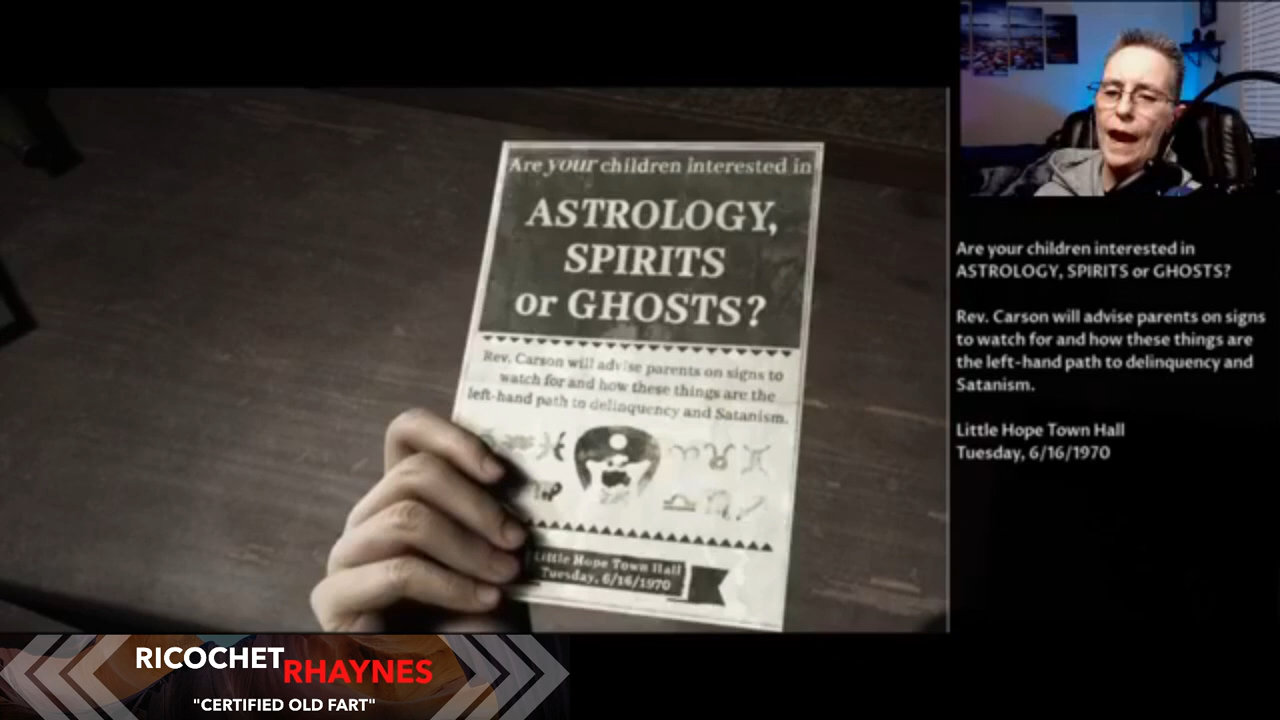 Are your children interested in
ASTROLOGY,
SPIRITS
or GHOSTS?
Rev. Carson will advise parents on signs to
watch for and how these things are the
left-hand path to delinquency and Satanism.
Little Hope Town Hall
Tuesday, 6/16/1970
Are your children interested in
ASTROLOGY, SPIRITS or GHOSTS?
Rev. Carson will advise parents on signs
to watch for and how these things are
the left-hand path to delinquency and
Satanism.
Little Hope Town Hall
Tuesday, 6/16/1970
RICOCHET
RHAYNES
"CERTIFIED OLD FART"